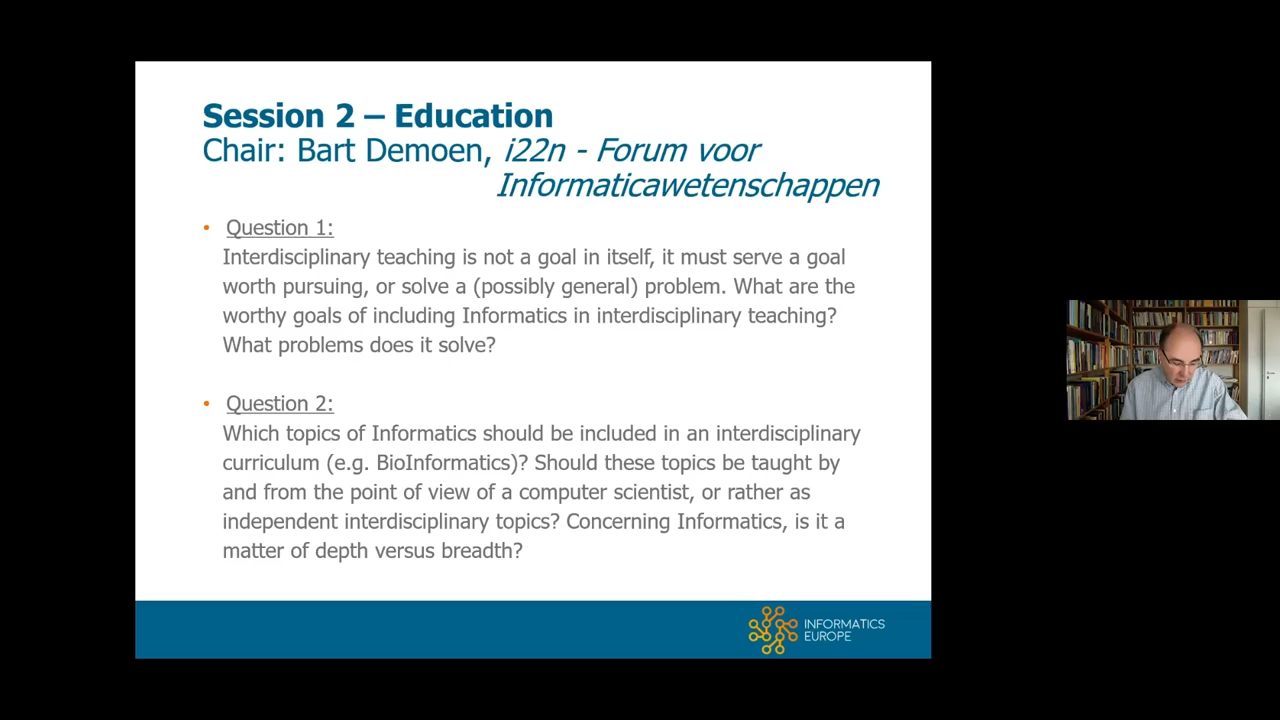 Session 2 – Education
Chair: Bart Demoen, i22n - Forum voor
Informaticawetenschappen
• Question 1:
Interdisciplinary teaching is not a goal in itself, it must serve a goal
worth pursuing, or solve a (possibly general) problem. What are the
worthy goals of including Informatics in interdisciplinary teaching?
What problems does it solve?
• Question 2:
Which topics of Informatics should be included in an interdisciplinary
curriculum (e.g. BioInformatics)? Should these topics be taught by
and from the point of view of a computer scientist, or rather as
independent interdisciplinary topics? Concerning Informatics, is it a
matter of depth versus breadth?
INFORMATICS
EUROPE